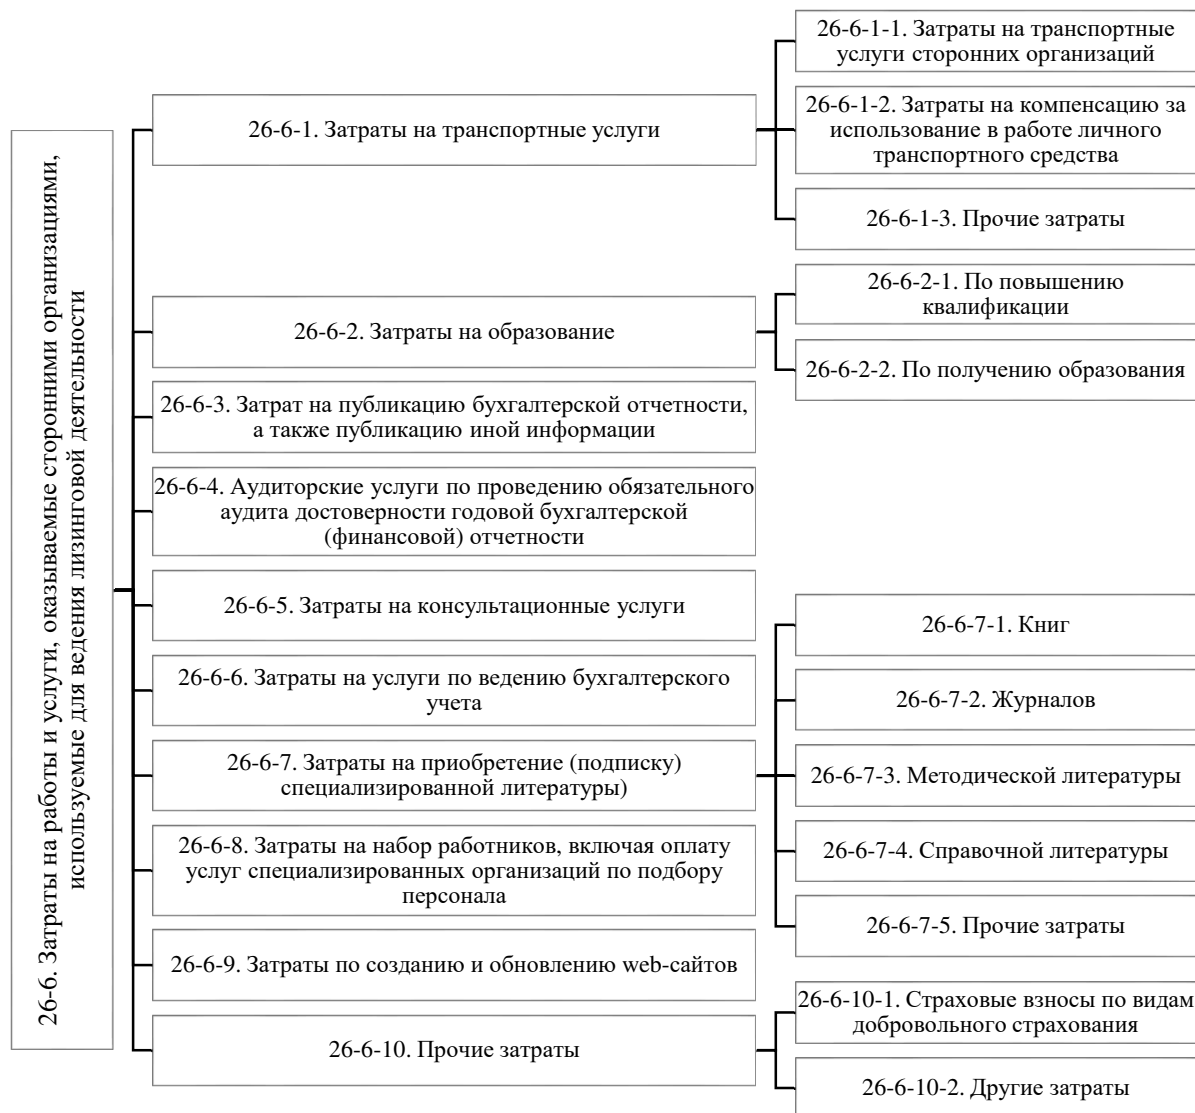 26-6. Затраты на работы и услуги, оказываемые сторонними организациями,
используемые для ведения лизинговой деятельности
26-6-1. Затраты на транспортные услуги
26-6-1-1. Затраты на транспортные
услуги сторонних организаций
26-6-1-2. Затраты на компенсацию за
использование в работе личного
транспортного средства
26-6-1-3. Прочие затраты
26-6-2. Затраты на образование
26-6-2-1. По повышению
квалификации
26-6-2-2. По получению образования
26-6-3. Затрат на публикацию бухгалтерской отчетности,
а также публикацию иной информации
26-6-4. Аудиторские услуги по проведению обязательного
аудита достоверности годовой бухгалтерской
(финансовой) отчетности
26-6-5. Затраты на консультационные услуги
26-6-6. Затраты на услуги по ведению бухгалтерского
учета
26-6-7. Затраты на приобретение (подписку)
специализированной литературы)
26-6-7-1. Книг
26-6-7-2. Журналов
26-6-7-3. Методической литературы
26-6-7-4. Справочной литературы
26-6-7-5. Прочие затраты
26-6-8. Затраты на набор работников, включая оплату
услуг специализированных организаций по подбору
персонала
26-6-9. Затраты по созданию и обновлению web-сайтов
26-6-10. Прочие затраты
26-6-10-1. Страховые взносы по видам
добровольного страхования
26-6-10-2. Другие затраты